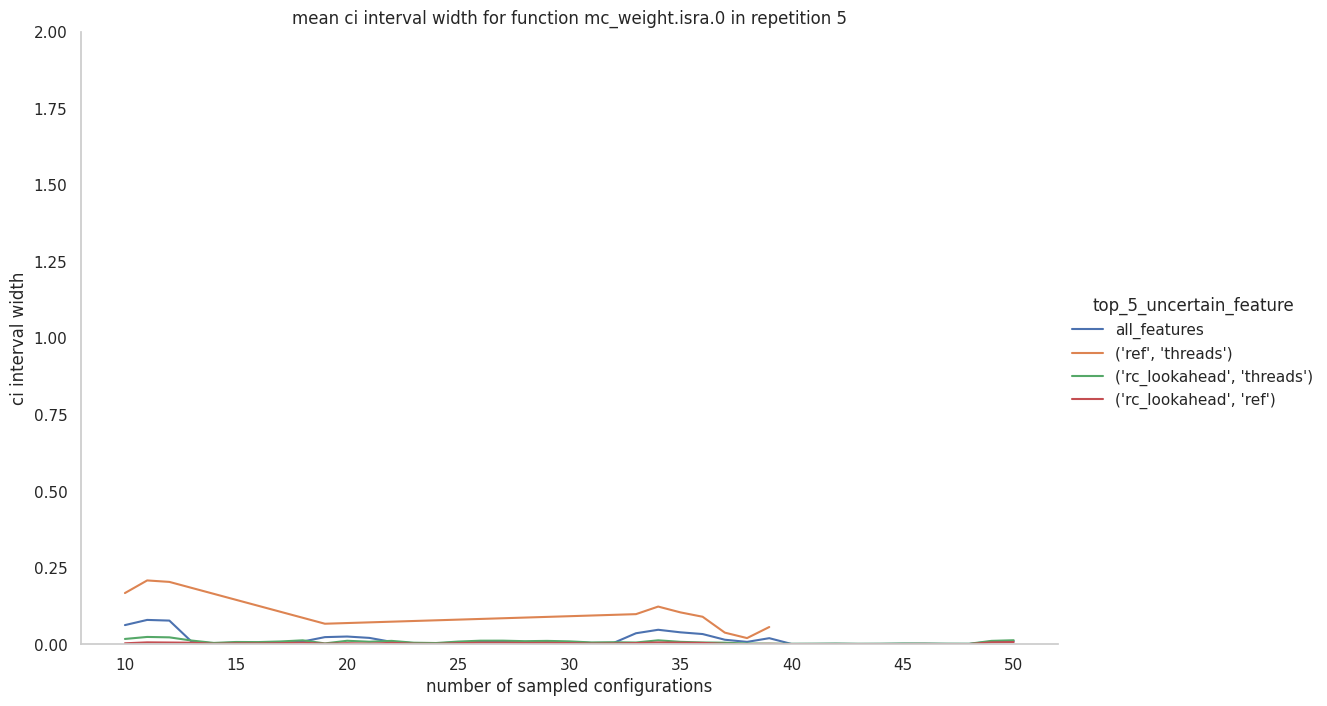 mean ci interval width for function mc_weight.isra.0 in repetition 5
2.00
1.75
1.50
1.25
1.00
0.75
0.50
0.25
0.00
ci interval width
10 15 20 25 30 35 40 45 50
number of sampled configurations
top_5_uncertain_feature
all_features
('ref', 'threads')
('rc_lookahead', 'threads')
('rc_lookahead', 'ref')